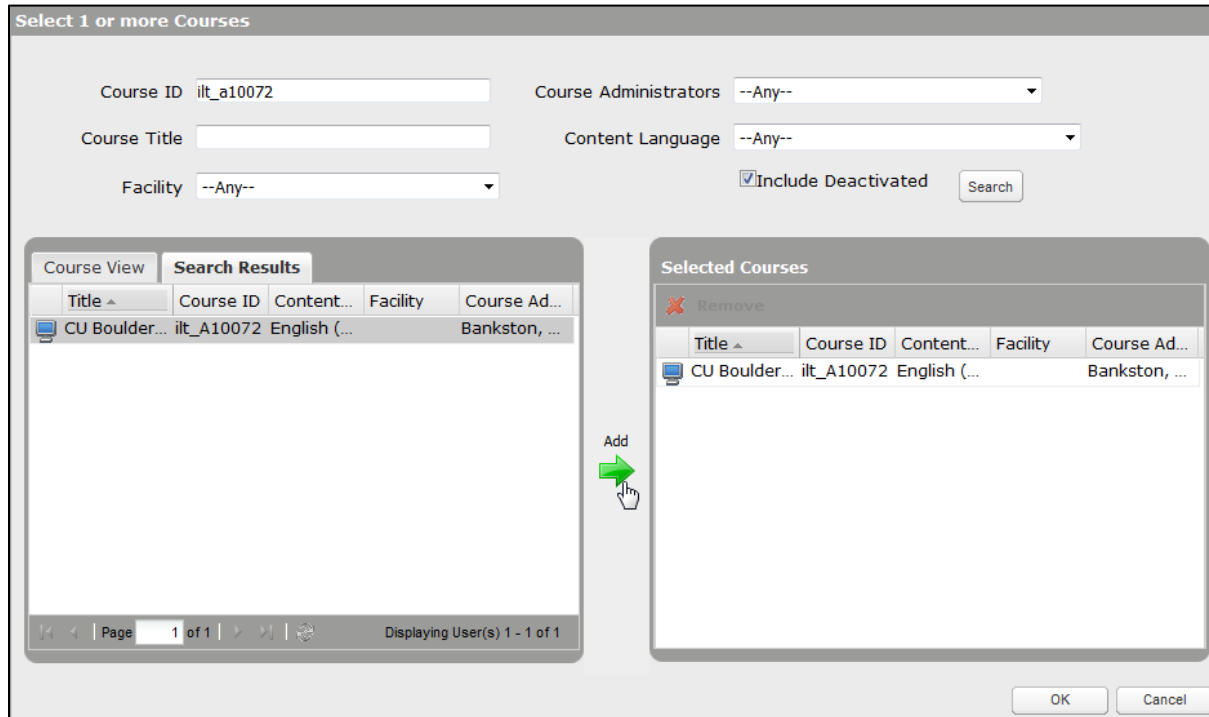 Select 1 or more Courses
Course ID ilt_a10072 Course Administrators --Any--
Course Title Content Language --Any--
Facility --Any-- Include Deactivated Search
Course View Search Results
Title Course ID Content... Facility Course Ad...
CU Boulder... ilt_A10072 English (... Bankston, ...
Page 1 of 1 Displaying User(s) 1 - 1 of 1
Add
Selected Courses
Remove
Title Course ID Content... Facility Course Ad...
CU Boulder... ilt_A10072 English (... Bankston, ...
OK Cancel